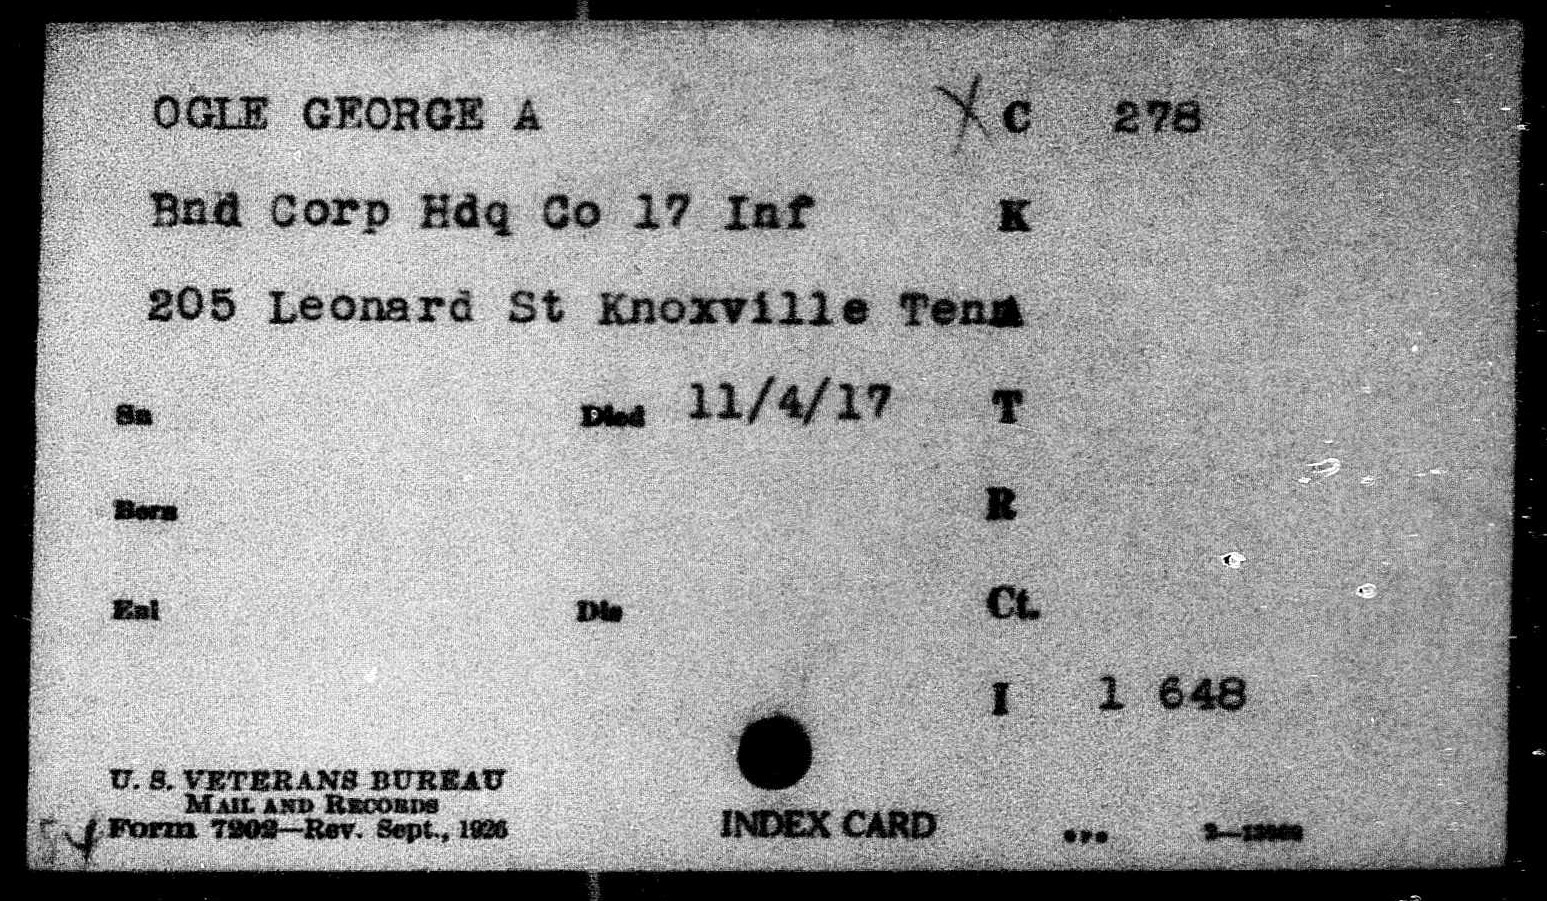 OGLE GEORGE A X C 278
Bnd Corp Hdq Co 17 Inf K
205 Leonard St Knoxville Tenn A
Sn Died 11/4/17 T
Born R
Enl Dis Ct.
I 1 648
U. S. VETERANS BUREAU
MAIL AND RECORDS
Form 7202—Rev. Sept., 1926 INDEX CARD